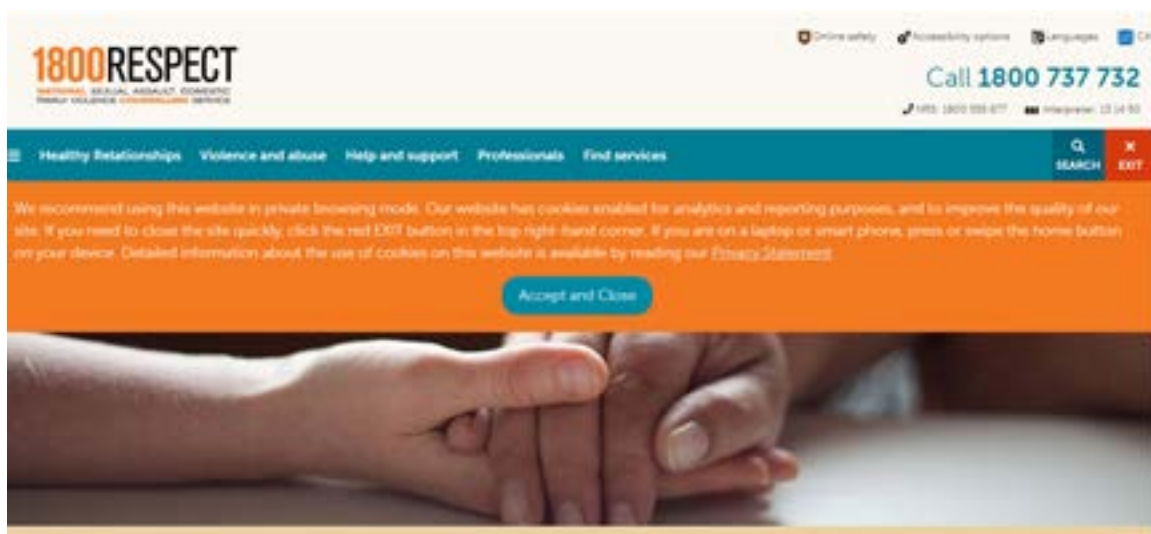 Online safety Accessibility options Languages
1800RESPECT
NATIONAL SEXUAL ASSAULT, DOMESTIC
FAMILY VIOLENCE COUNSELLING SERVICE
Call 1800 737 732
NRS: 1800 555 677 Interpreter: 13 14 50
Healthy Relationships Violence and abuse Help and support Professionals Find services SEARCH EXIT
We recommend using this website in private browsing mode. Our website has cookies enabled for analytics and reporting purposes, and to improve the quality of our
site. If you need to close the site quickly, click the red EXIT button in the top right-hand corner. If you are on a laptop or smart phone, press or swipe the home button
on your device. Detailed information about the use of cookies on this website is available by reading our Privacy Statement
Accept and Close